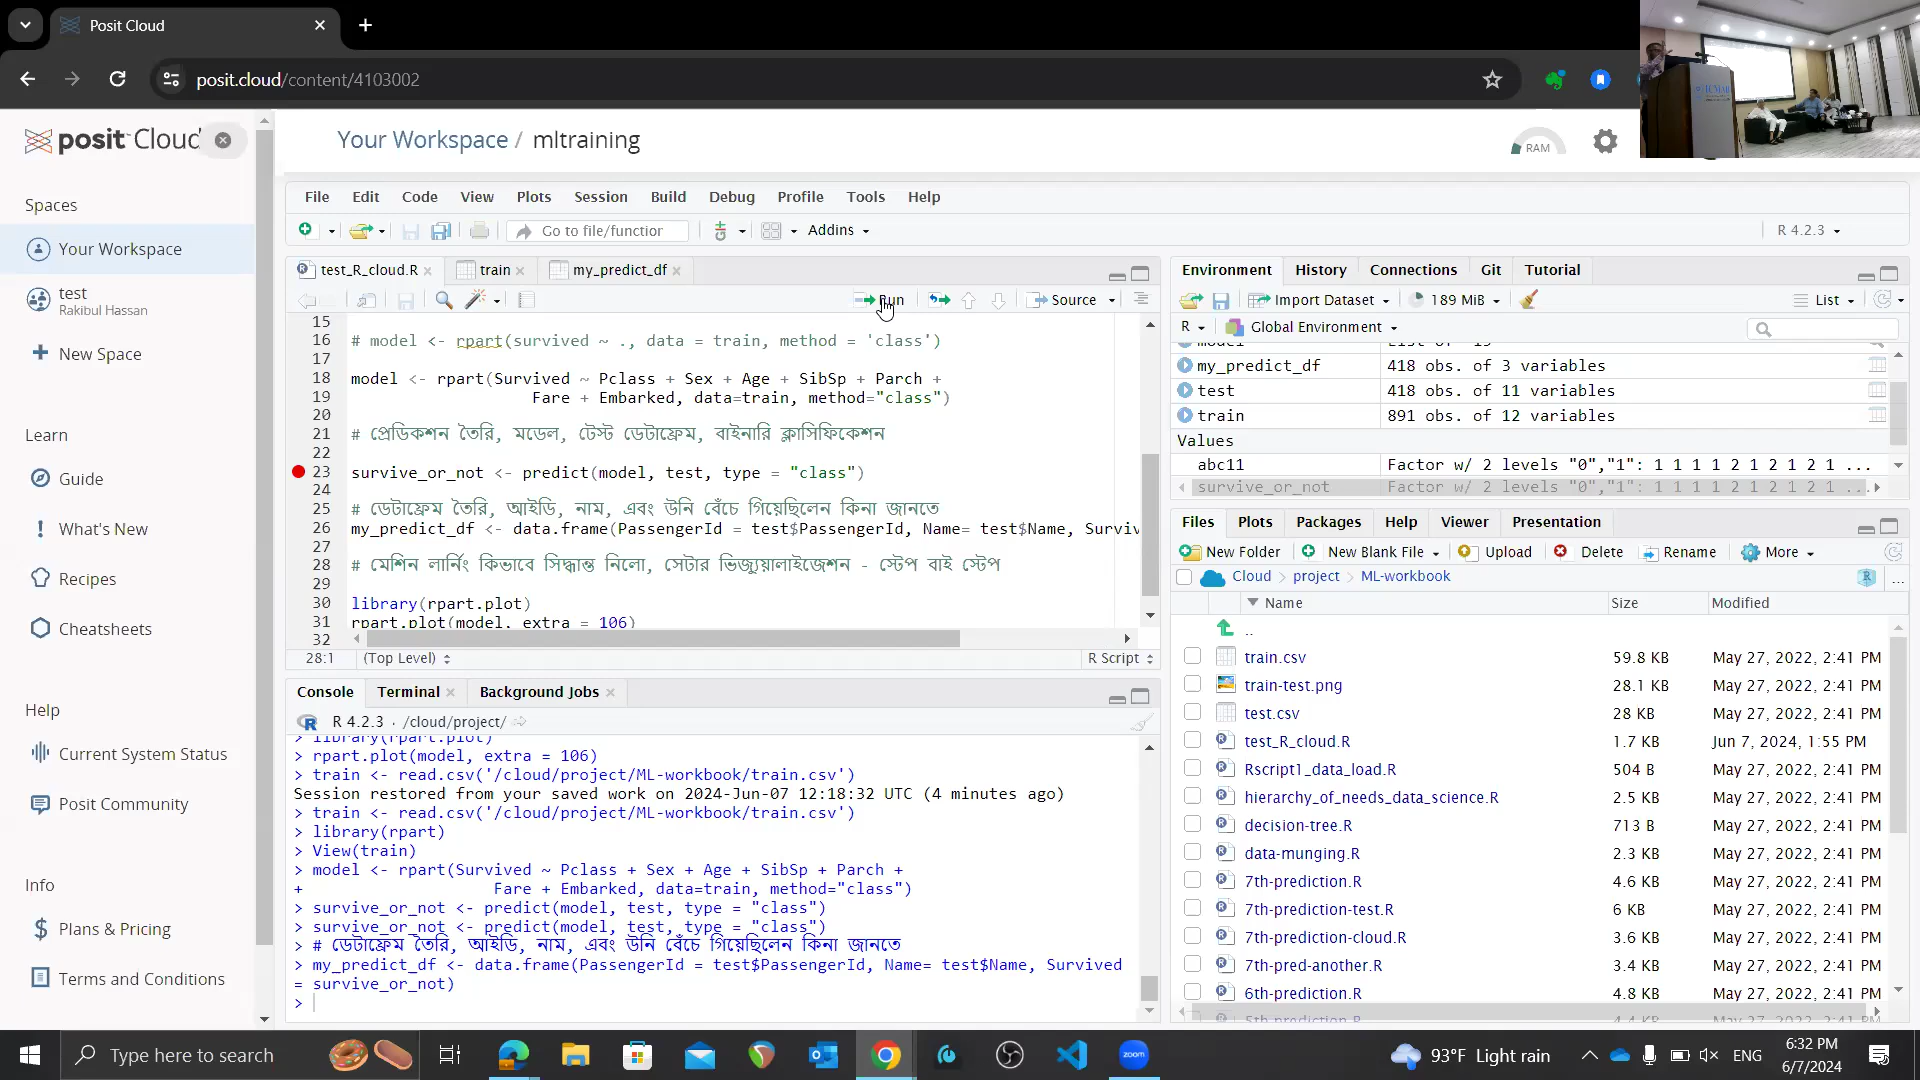 Posit Cloud
posit.cloud/content/4103002
posit Cloud
Your Workspace / mltraining
RAM
Spaces
Your Workspace
test
Rakibul Hassan
New Space
Learn
Guide
What's New
Recipes
Cheatsheets
Help
Current System Status
Posit Community
Info
Plans & Pricing
Terms and Conditions
File Edit Code View Plots Session Build Debug Profile Tools Help
Go to file/function
Addins
R 4.2.3
test_R_cloud.R
train
my_predict_df
Run
Source
15
16 # model <- rpart(survived ~ ., data = train, method = 'class')
17
18 model <- rpart(Survived ~ Pclass + Sex + Age + SibSp + Parch +
19 Fare + Embarked, data=train, method="class")
20
21 # প্রেডিকশন তৈরি, মডেল, টেস্ট ডেটাফ্রেম, বাইনারি ক্লাসিফিকেশন
22
23 survive_or_not <- predict(model, test, type = "class")
24
25 # ডেটাফ্রেম তৈরি, আইডি, নাম, এবং উনি বেঁচে গিয়েছিলেন কিনা জানতে
26 my_predict_df <- data.frame(PassengerId = test$PassengerId, Name= test$Name, Surviv
27
28 # মেশিন লার্নিং কিভাবে সিদ্ধান্ত নিলো, সেটার ভিজ্যুয়ালাইজেশন - স্টেপ বাই স্টেপ
29
30 library(rpart.plot)
31 rpart.plot(model, extra = 106)
32
28:1 (Top Level) R Script
Console Terminal Background Jobs
R 4.2.3 · /cloud/project/
> library(rpart.plot)
> rpart.plot(model, extra = 106)
> train <- read.csv('/cloud/project/ML-workbook/train.csv')
Session restored from your saved work on 2024-Jun-07 12:18:32 UTC (4 minutes ago)
> train <- read.csv('/cloud/project/ML-workbook/train.csv')
> library(rpart)
> View(train)
> model <- rpart(Survived ~ Pclass + Sex + Age + SibSp + Parch +
+ Fare + Embarked, data=train, method="class")
> survive_or_not <- predict(model, test, type = "class")
> survive_or_not <- predict(model, test, type = "class")
> # ডেটাফ্রেম তৈরি, আইডি, নাম, এবং উনি বেঁচে গিয়েছিলেন কিনা জানতে
> my_predict_df <- data.frame(PassengerId = test$PassengerId, Name= test$Name, Survived
= survive_or_not)
>
Environment History Connections Git Tutorial
Import Dataset 189 MiB List
R Global Environment
model List of 15
my_predict_df 418 obs. of 3 variables
test 418 obs. of 11 variables
train 891 obs. of 12 variables
Values
abc11 Factor w/ 2 levels "0","1": 1 1 1 1 2 1 2 1 2 1 ...
survive_or_not Factor w/ 2 levels "0","1": 1 1 1 1 2 1 2 1 2 1 ...
Files Plots Packages Help Viewer Presentation
New Folder New Blank File Upload Delete Rename More
Cloud > project > ML-workbook
Name Size Modified
..
train.csv 59.8 KB May 27, 2022, 2:41 PM
train-test.png 28.1 KB May 27, 2022, 2:41 PM
test.csv 28 KB May 27, 2022, 2:41 PM
test_R_cloud.R 1.7 KB Jun 7, 2024, 1:55 PM
Rscript1_data_load.R 504 B May 27, 2022, 2:41 PM
hierarchy_of_needs_data_science.R 2.5 KB May 27, 2022, 2:41 PM
decision-tree.R 713 B May 27, 2022, 2:41 PM
data-munging.R 2.3 KB May 27, 2022, 2:41 PM
7th-prediction.R 4.6 KB May 27, 2022, 2:41 PM
7th-prediction-test.R 6 KB May 27, 2022, 2:41 PM
7th-prediction-cloud.R 3.6 KB May 27, 2022, 2:41 PM
7th-pred-another.R 3.4 KB May 27, 2022, 2:41 PM
6th-prediction.R 4.8 KB May 27, 2022, 2:41 PM
5th-prediction.R 4.4 KB May 27, 2022, 2:41 PM
Type here to search
zoom
93°F Light rain
ENG
6:32 PM
6/7/2024